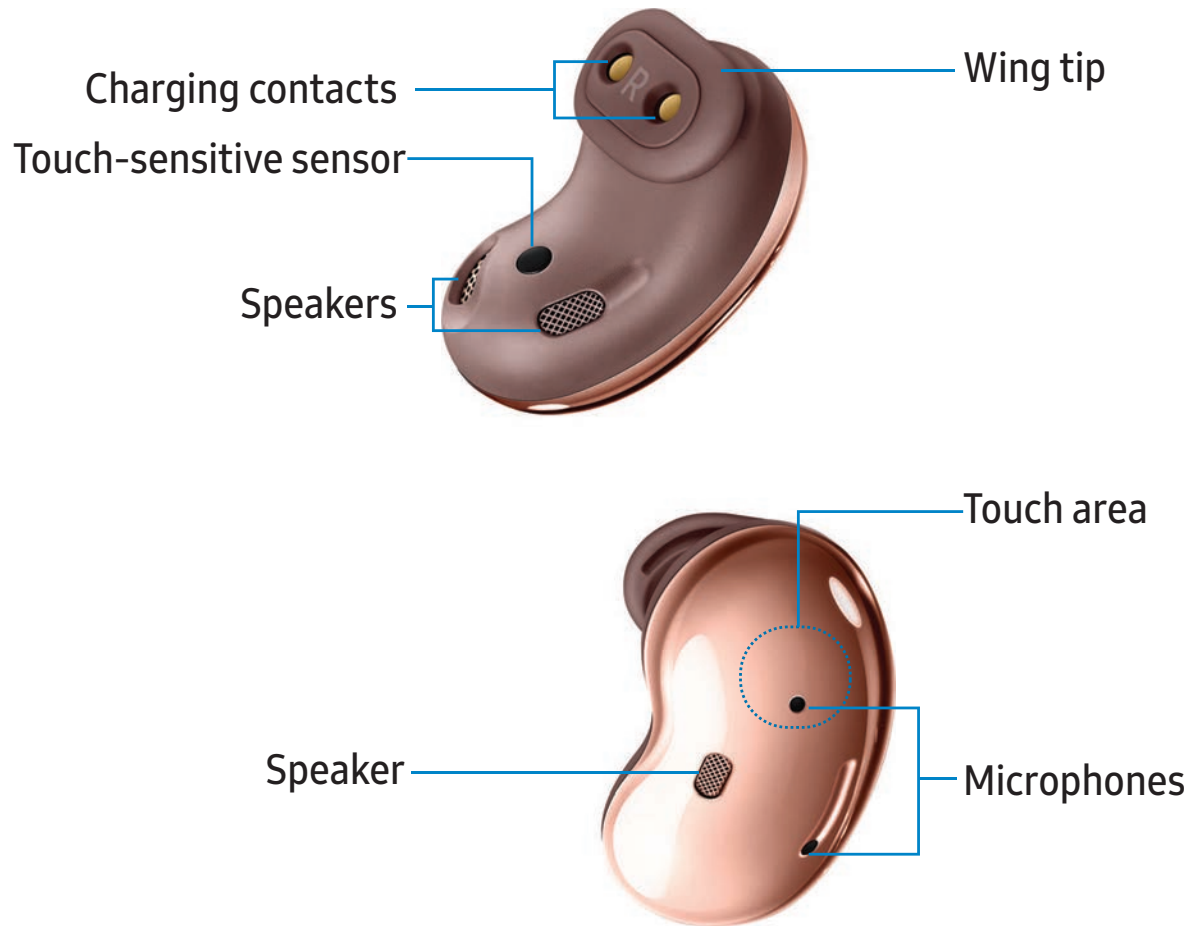 Charging contacts
R
Wing tip
Touch-sensitive sensor
Speakers
Touch area
Speaker
Microphones